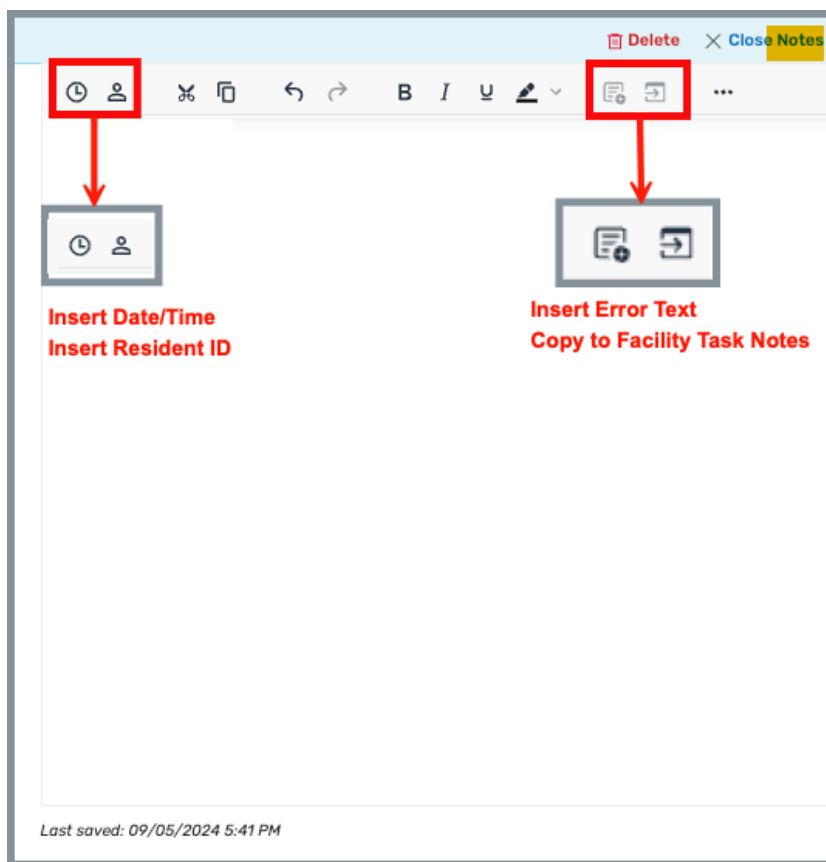 Delete Close Notes
B I U
Insert Date/Time
Insert Resident ID
Insert Error Text
Copy to Facility Task Notes
Last saved: 09/05/2024 5:41 PM